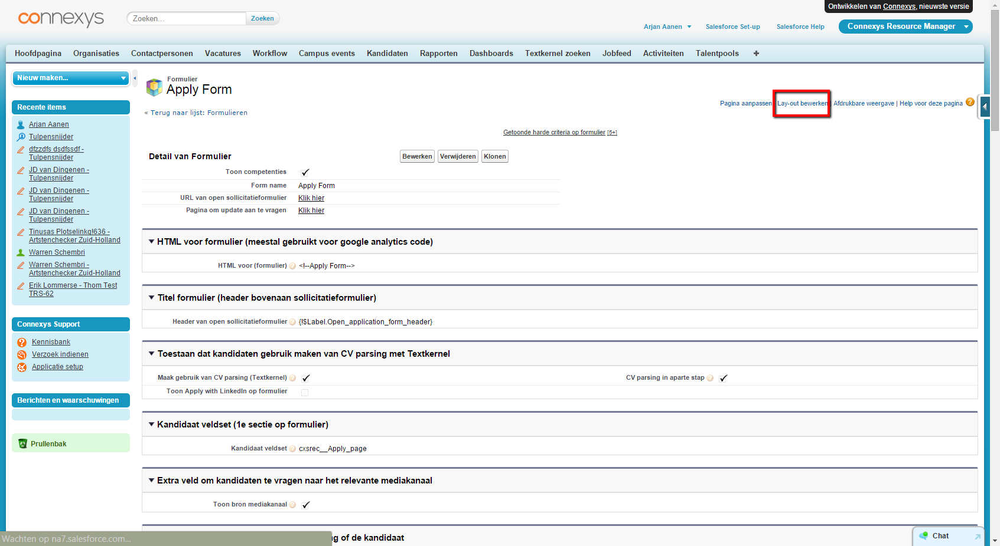 Ontwikkelen van Connexys, nieuwste versie
connexys
Zoeken...
Zoeken
Arjan Aanen
Salesforce Set-up
Salesforce Help
Connexys Resource Manager
Hoofdpagina Organisaties Contactpersonen Vacatures Workflow Campus events Kandidaten Rapporten Dashboards Textkernel zoeken Jobfeed Activiteiten Talentpools +
Nieuw maken...
Recente items
Arjan Aanen
Tulpensnijder
dfzzdfs dsdfssdf -
Tulpensnijder
JD van Dingenen -
Tulpensnijder
JD van Dingenen -
Tulpensnijder
JD van Dingenen -
Tulpensnijder
Tinusas Plotselinkq!636 -
Artstenchecker Zuid-Holland
Warren Schembri
Warren Schembri -
Artstenchecker Zuid-Holland
Erik Lommerse - Thom Test
TRS-62
Connexys Support
Kennisbank
Verzoek indienen
Applicatie setup
Berichten en waarschuwingen
Prullenbak
Formulier
Apply Form
« Terug naar lijst: Formulieren
Pagina aanpassen Lay-out bewerken | Afdrukbare weergave | Help voor deze pagina ?
Getoonde harde criteria op formulier [5+]
Detail van Formulier
Bewerken Verwijderen Klonen
Toon competenties
Form name Apply Form
URL van open sollicitatieformulier Klik hier
Pagina om update aan te vragen Klik hier
HTML voor formulier (meestal gebruikt voor google analytics code)
HTML voor (formulier) ? <!--Apply Form-->
Titel formulier (header bovenaan sollicitatieformulier)
Header van open sollicitatieformulier ? {!$Label.Open_application_form_header}
Toestaan dat kandidaten gebruik maken van CV parsing met Textkernel
Maak gebruik van CV parsing (Textkernel) ? CV parsing in aparte stap ?
Toon Apply with LinkedIn op formulier
Kandidaat veldset (1e sectie op formulier)
Kandidaat veldset ? cxsrec__Apply_page
Extra veld om kandidaten te vragen naar het relevante mediakanaal
Toon bron mediakanaal ?
ng of de kandidaat
Wachten op na7.salesforce.com...
Chat